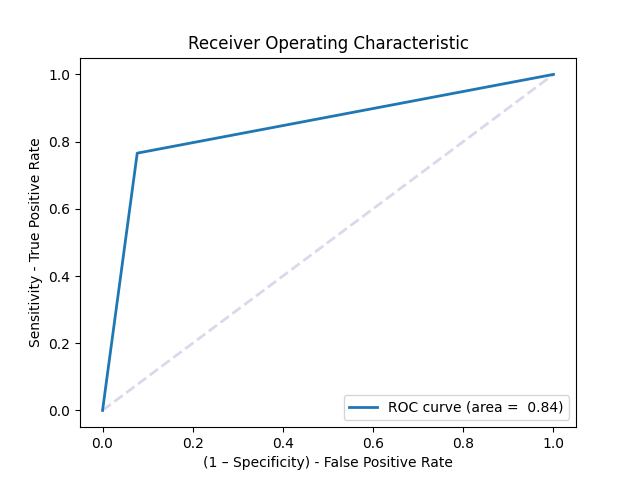 Receiver Operating Characteristic
Sensitivity - True Positive Rate
1.0
0.8
0.6
0.4
0.2
0.0
ROC curve (area =  0.84)
0.0 0.2 0.4 0.6 0.8 1.0
(1 – Specificity) - False Positive Rate